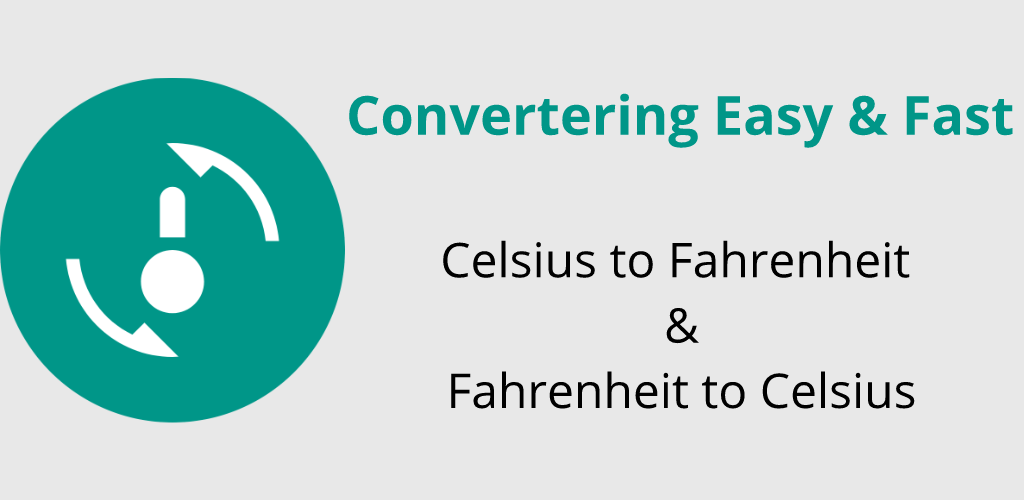 Convertering Easy & Fast
Celsius to Fahrenheit
&
Fahrenheit to Celsius